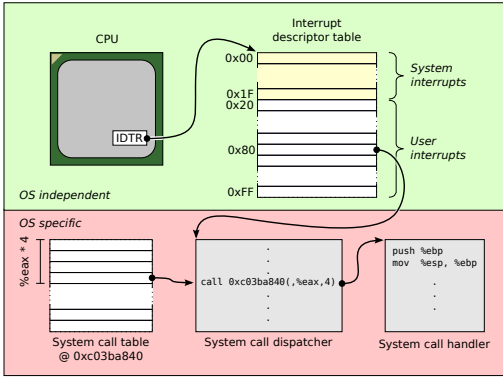 CPU
Interrupt
descriptor table
0x00
0x1F
0x20
0x80
0xFF
IDTR
System
interrupts
User
interrupts
OS independent
OS specific
%eax * 4
System call table
@ 0xc03ba840
.
.
.
call 0xc03ba840(,%eax,4)
.
.
.
System call dispatcher
push %ebp
mov %esp, %ebp
.
.
.
System call handler